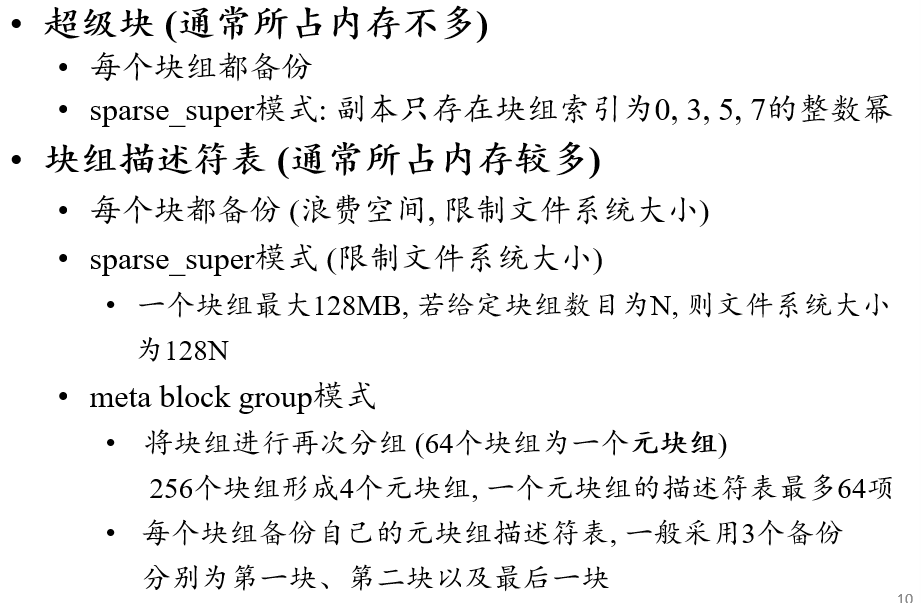 • 超级块 (通常所占内存不多)
• 每个块组都备份
• sparse_super模式: 副本只存在块组索引为0, 3, 5, 7的整数幂
• 块组描述符表 (通常所占内存较多)
• 每个块都备份 (浪费空间, 限制文件系统大小)
• sparse_super模式 (限制文件系统大小)
• 一个块组最大128MB, 若给定块组数目为N, 则文件系统大小
为128N
• meta block group模式
• 将块组进行再次分组 (64个块组为一个元块组)
256个块组形成4个元块组, 一个元块组的描述符表最多64项
• 每个块组备份自己的元块组描述符表, 一般采用3个备份
分别为第一块、第二块以及最后一块
10